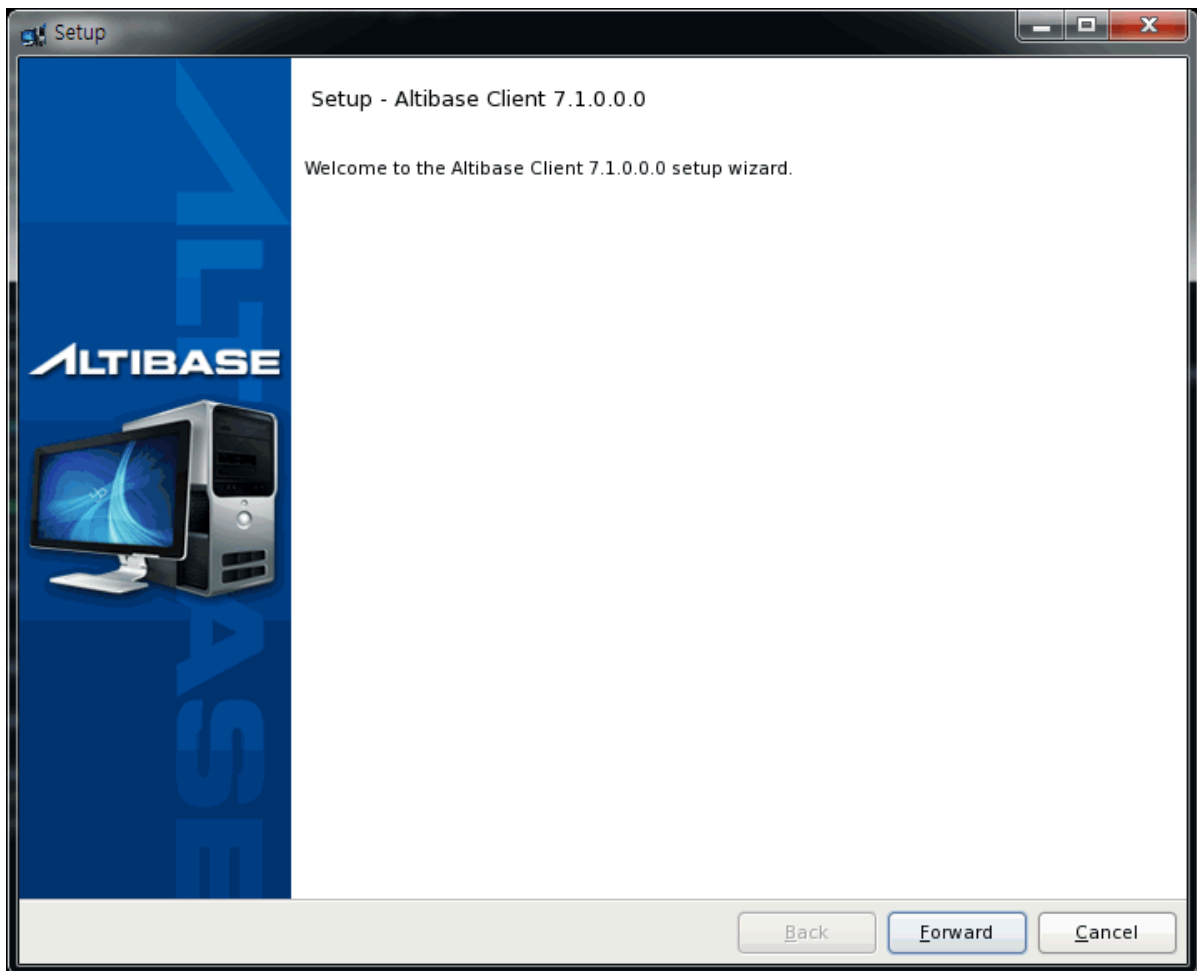 Setup
Setup - Altibase Client 7.1.0.0.0
Welcome to the Altibase Client 7.1.0.0.0 setup wizard.
ALTIBASE
ALTIBASE
Back
Forward
Cancel